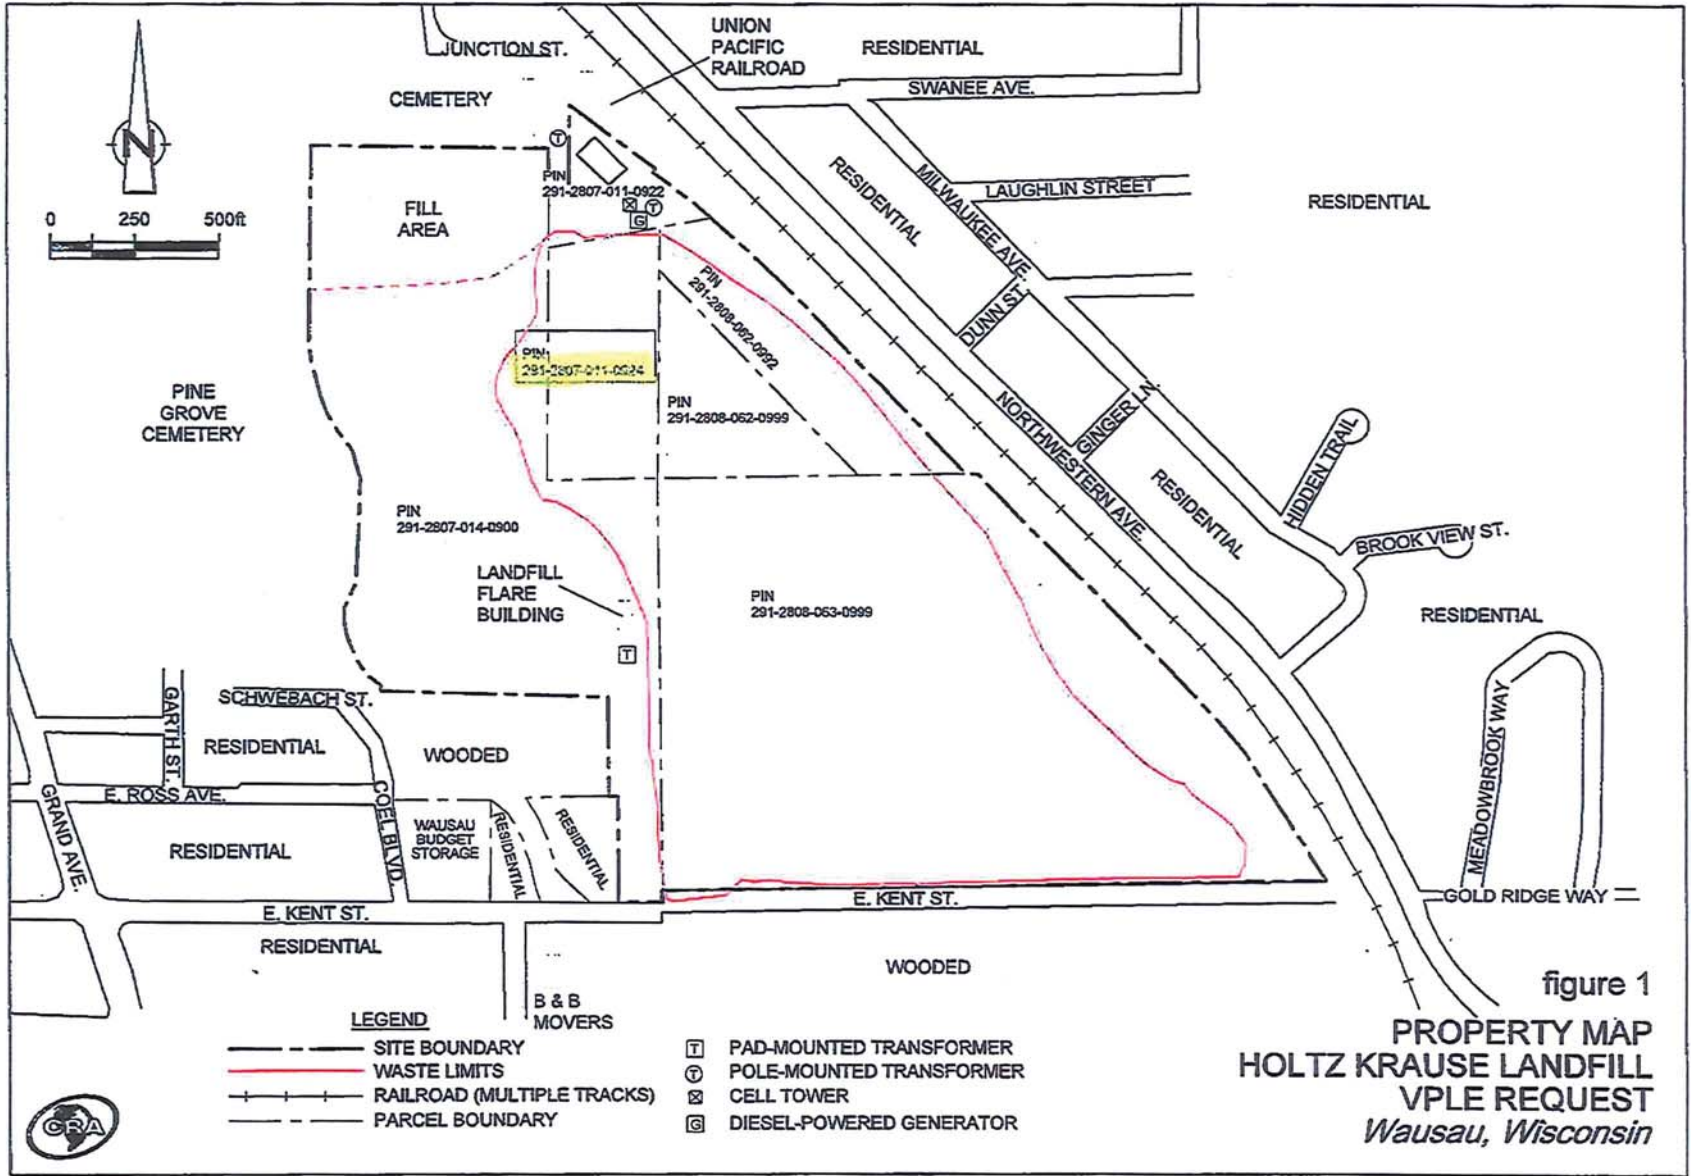 JUNCTION ST.
UNION
PACIFIC
RAILROAD
RESIDENTIAL
SWANEE AVE.
CEMETERY
N
0 250 500ft
FILL
AREA
T
PIN
291-2807-011-0922
T
G
RESIDENTIAL
MILWAUKEE AVE.
LAUGHLIN STREET
RESIDENTIAL
DUNN ST.
PIN
291-2808-062-0992
PIN
291-2807-011-0984
PIN
291-2808-062-0999
PINE
GROVE
CEMETERY
NORTHWESTERN AVE.
GINGER LN.
RESIDENTIAL
HIDDEN TRAIL
BROOK VIEW ST.
PIN
291-2807-014-0900
LANDFILL
FLARE
BUILDING
T
PIN
291-2808-063-0999
RESIDENTIAL
MEADOWBROOK WAY
GARTH ST.
SCHWEBACH ST.
RESIDENTIAL
WOODED
GRAND AVE.
E. ROSS AVE.
COEL BLVD.
RESIDENTIAL
WAUSAU
BUDGET
STORAGE
RESIDENTIAL
RESIDENTIAL
E. KENT ST.
E. KENT ST.
GOLD RIDGE WAY
RESIDENTIAL
WOODED
B & B
MOVERS
LEGEND
SITE BOUNDARY
WASTE LIMITS
RAILROAD (MULTIPLE TRACKS)
PARCEL BOUNDARY
T PAD-MOUNTED TRANSFORMER
T POLE-MOUNTED TRANSFORMER
CELL TOWER
G DIESEL-POWERED GENERATOR
CRA
figure 1
PROPERTY MAP
HOLTZ KRAUSE LANDFILL
VPLE REQUEST
Wausau, Wisconsin